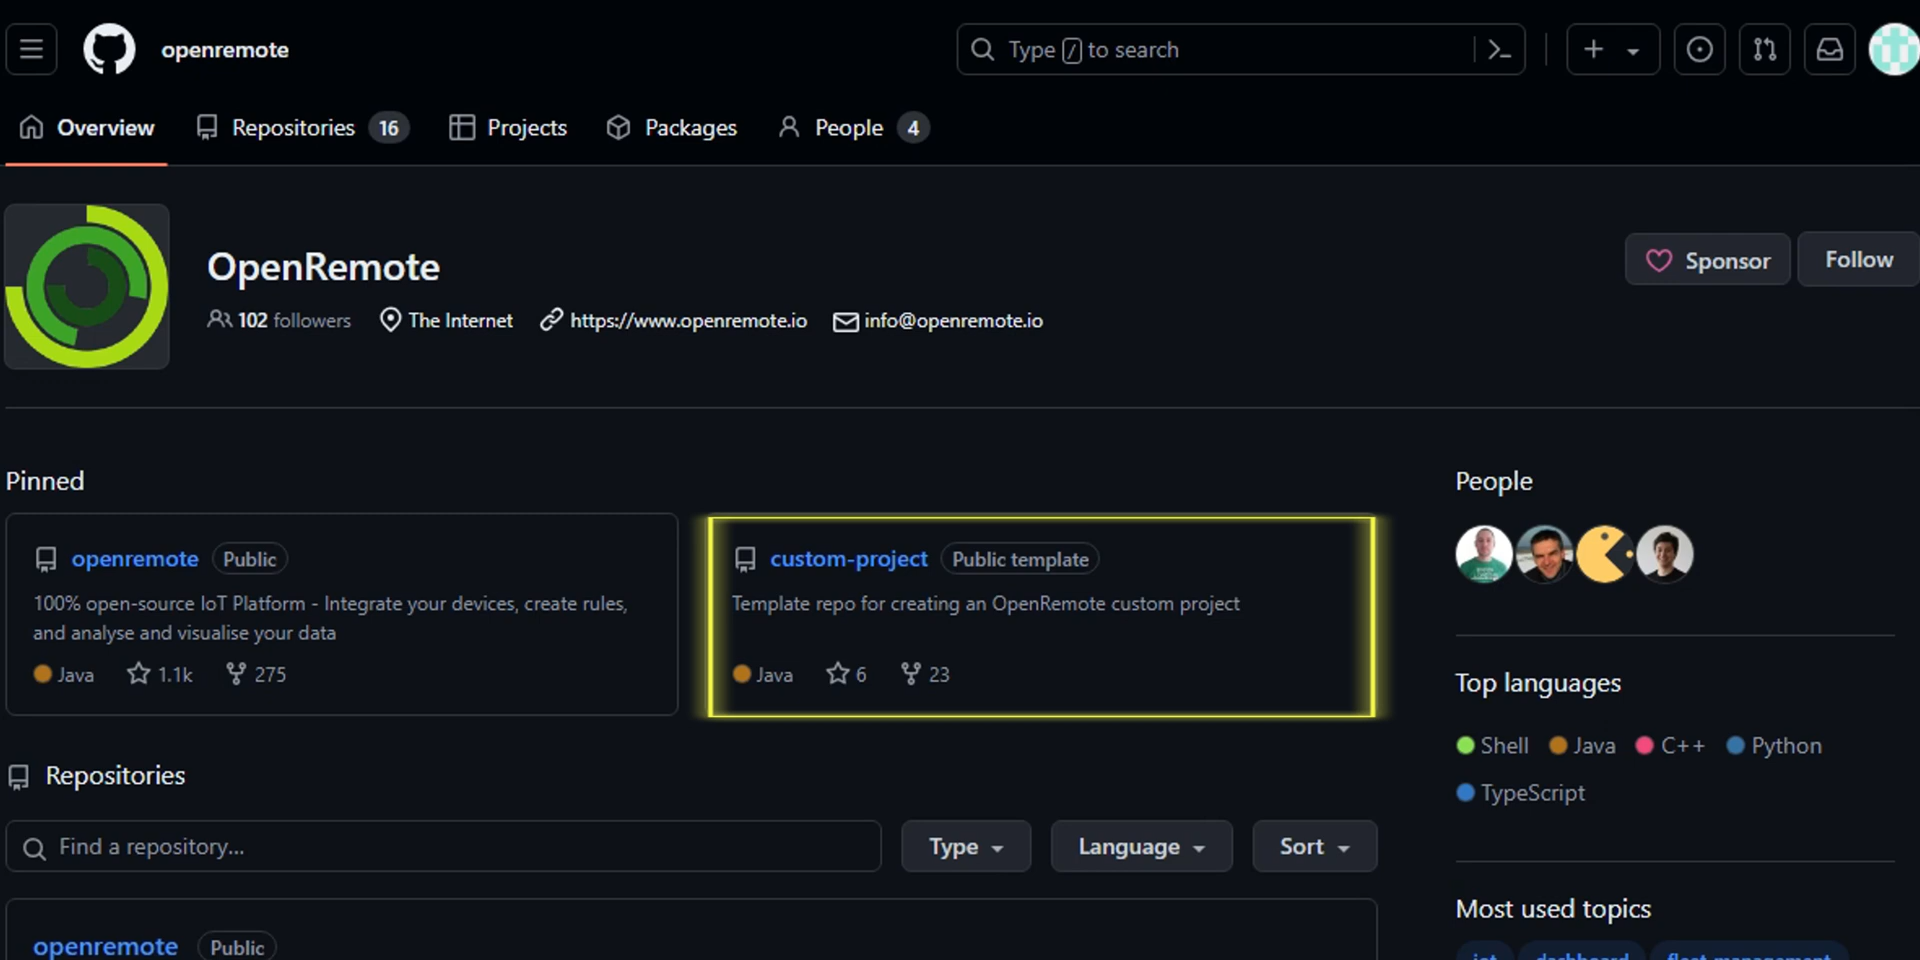 openremote
Type / to search
Overview
Repositories 16
Projects
Packages
People 4
OpenRemote
102 followers
The Internet
https://www.openremote.io
info@openremote.io
Sponsor
Follow
Pinned
openremote Public
100% open-source IoT Platform - Integrate your devices, create rules,
and analyse and visualise your data
Java 1.1k 275
custom-project Public template
Template repo for creating an OpenRemote custom project
Java 6 23
Repositories
Find a repository...
Type
Language
Sort
openremote Public
People
Top languages
Shell Java C++ Python
TypeScript
Most used topics
iot dashboard fleet-management